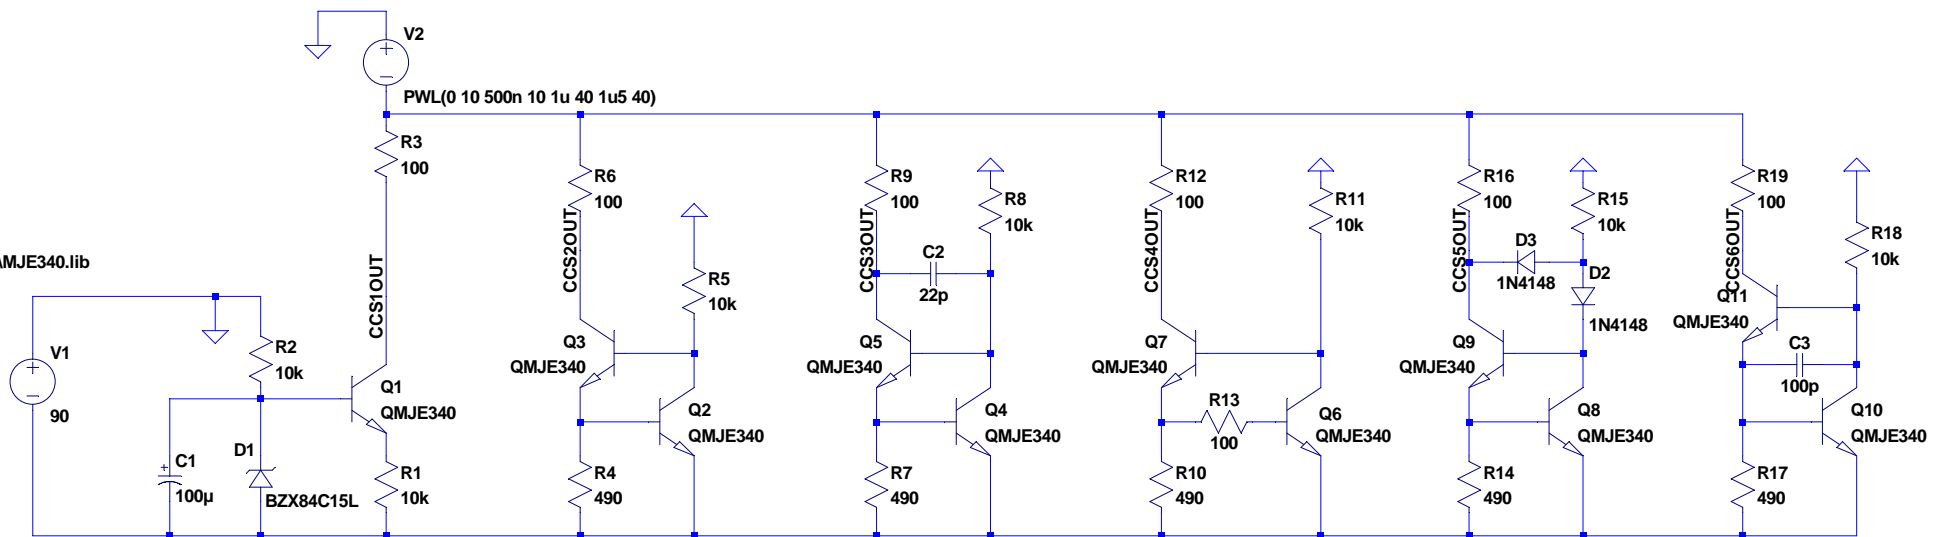 V2
PWL(0 10 500n 10 1u 40 1u5 40)
R3
100
CCS1OUT
MJE340.lib
V1
90
R2
10k
C1
100µ
D1
BZX84C15L
Q1
QMJE340
R1
10k
R6
100
CCS2OUT
R5
10k
Q3
QMJE340
Q2
QMJE340
R4
490
R9
100
CCS3OUT
R8
10k
C2
22p
Q5
QMJE340
Q4
QMJE340
R7
490
R12
100
CCS4OUT
R11
10k
Q7
QMJE340
R13
100
Q6
QMJE340
R10
490
R16
100
CCS5OUT
R15
10k
D3
1N4148
D2
1N4148
Q9
QMJE340
Q8
QMJE340
R14
490
R19
100
CCS6OUT
R18
10k
Q11
QMJE340
C3
100p
Q10
QMJE340
R17
490